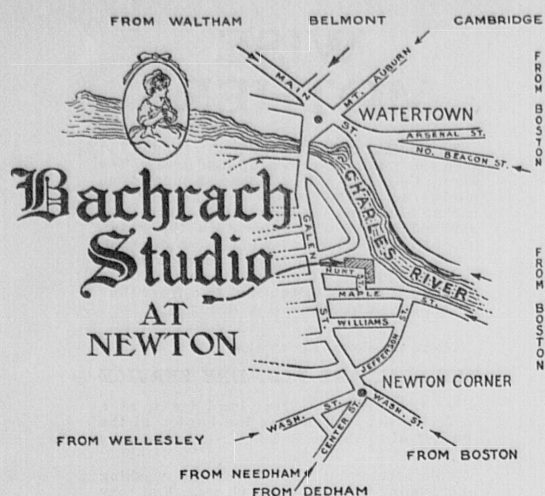 FROM WALTHAM
BELMONT
CAMBRIDGE
MAIN
ST.
MT. AUBURN
WATERTOWN
ARSENAL ST.
NO. BEACON ST.
FROM BOSTON
CHARLES RIVER
Bachrach
Studio
AT
NEWTON
GALEN
ST.
HUNT
ST.
MAPLE
ST.
WILLIAMS
JEFFERSON
ST.
FROM BOSTON
NEWTON CORNER
WASH. ST.
CENTER ST.
WASH. ST.
FROM WELLESLEY
FROM BOSTON
FROM NEEDHAM
FROM DEDHAM